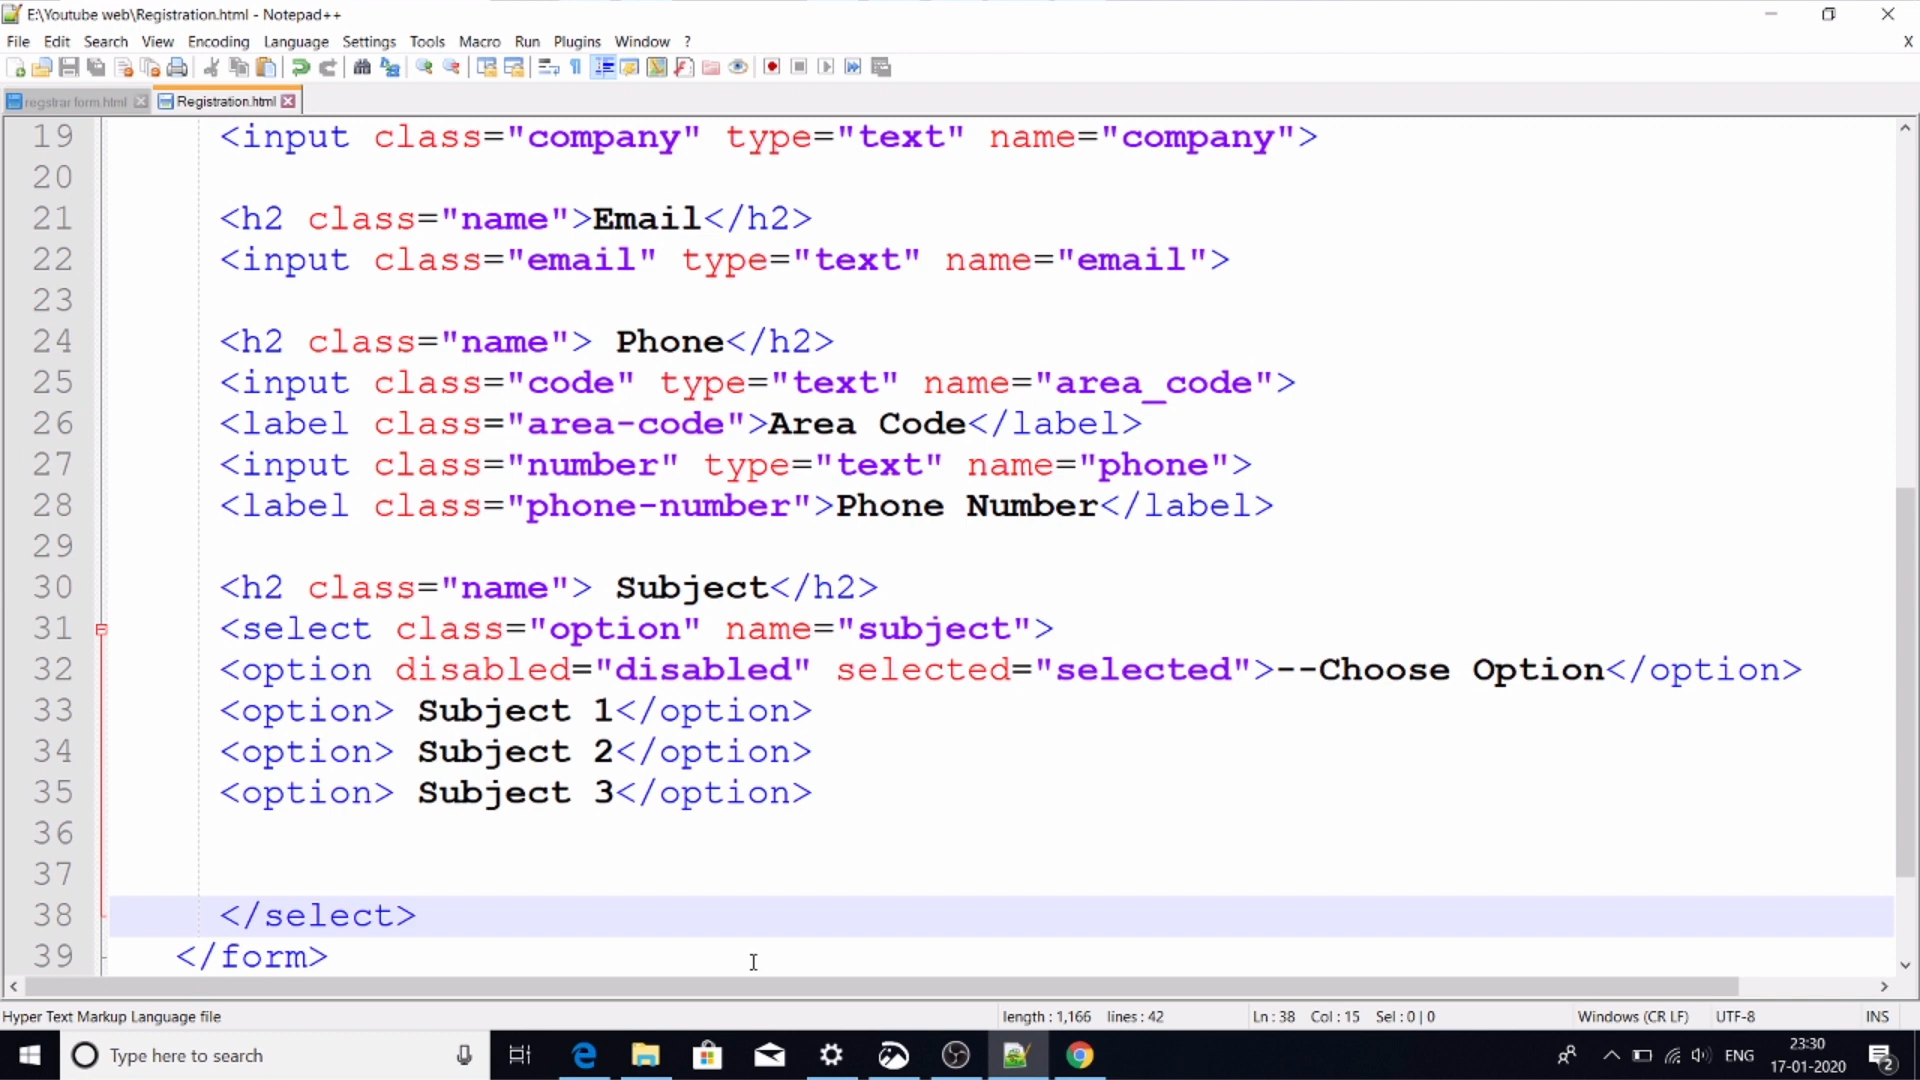 E:\Youtube web\Registration.html - Notepad++
File Edit Search View Encoding Language Settings Tools Macro Run Plugins Window ? X
registrar form.html Registration.html
19 <input class="company" type="text" name="company">
20
21 <h2 class="name">Email</h2>
22 <input class="email" type="text" name="email">
23
24 <h2 class="name"> Phone</h2>
25 <input class="code" type="text" name="area_code">
26 <label class="area-code">Area Code</label>
27 <input class="number" type="text" name="phone">
28 <label class="phone-number">Phone Number</label>
29
30 <h2 class="name"> Subject</h2>
31 <select class="option" name="subject">
32 <option disabled="disabled" selected="selected">--Choose Option</option>
33 <option> Subject 1</option>
34 <option> Subject 2</option>
35 <option> Subject 3</option>
36
37
38 </select>
39 </form>
Hyper Text Markup Language file length : 1,166 lines : 42 Ln : 38 Col : 15 Sel : 0 | 0 Windows (CR LF) UTF-8 INS
Type here to search ENG 23:30
17-01-2020 2